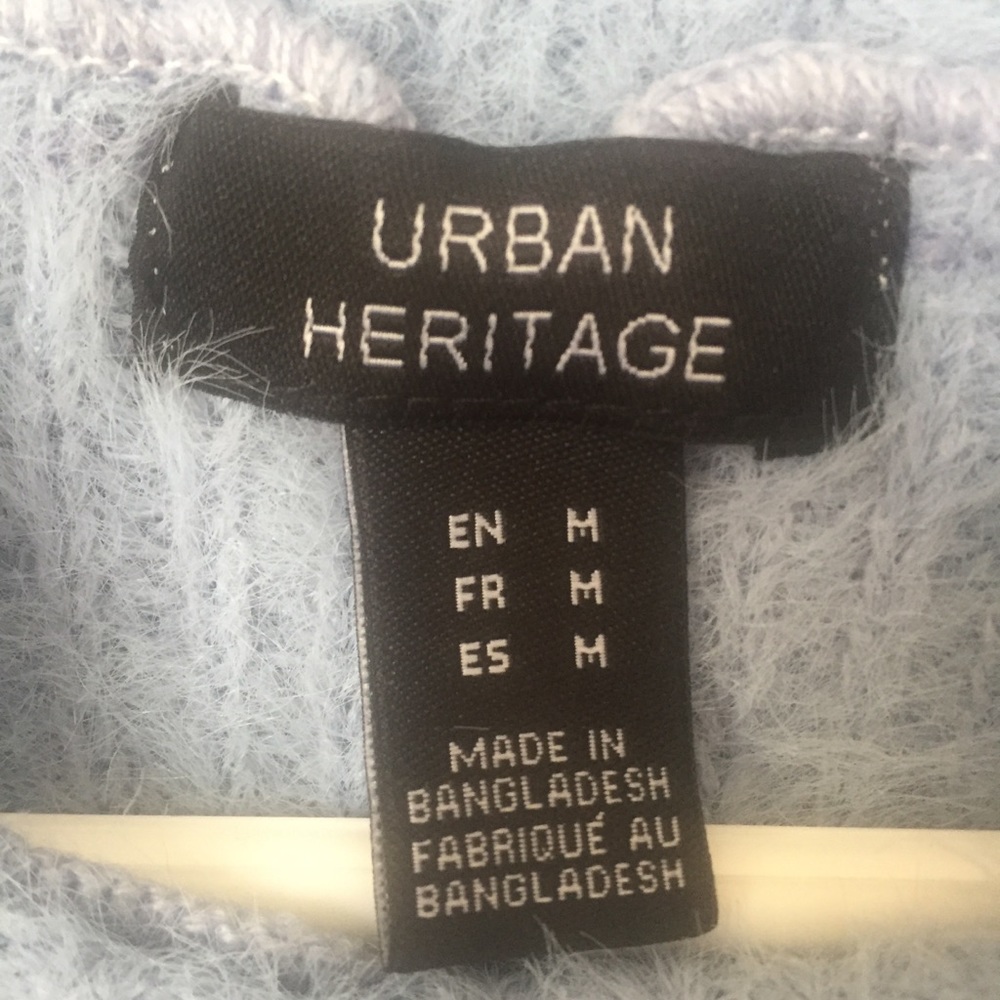 URBAN
HERITAGE
EN M
FR M
ES M
MADE IN
BANGLADESH
FABRIQUÉ AU
BANGLADESH